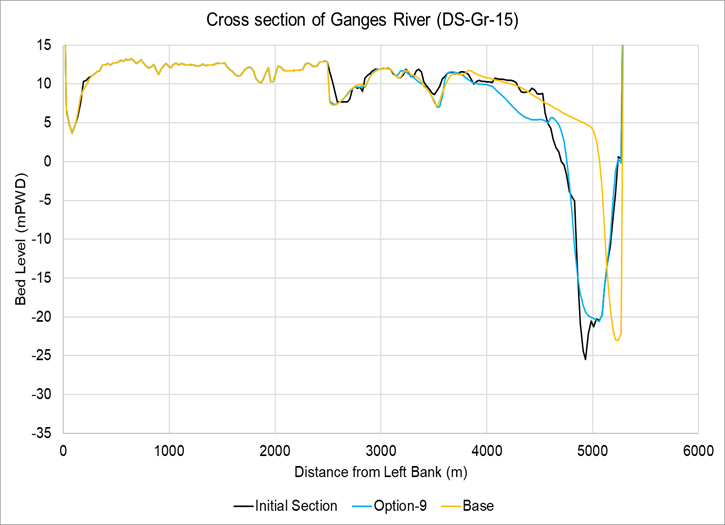 Cross section of Ganges River (DS-Gr-15)
15
10
5
0
-5
-10
-15
-20
-25
-30
-35
Bed Level (mPWD)
0 1000 2000 3000 4000 5000 6000
Distance from Left Bank (m)
Initial Section Option-9 Base